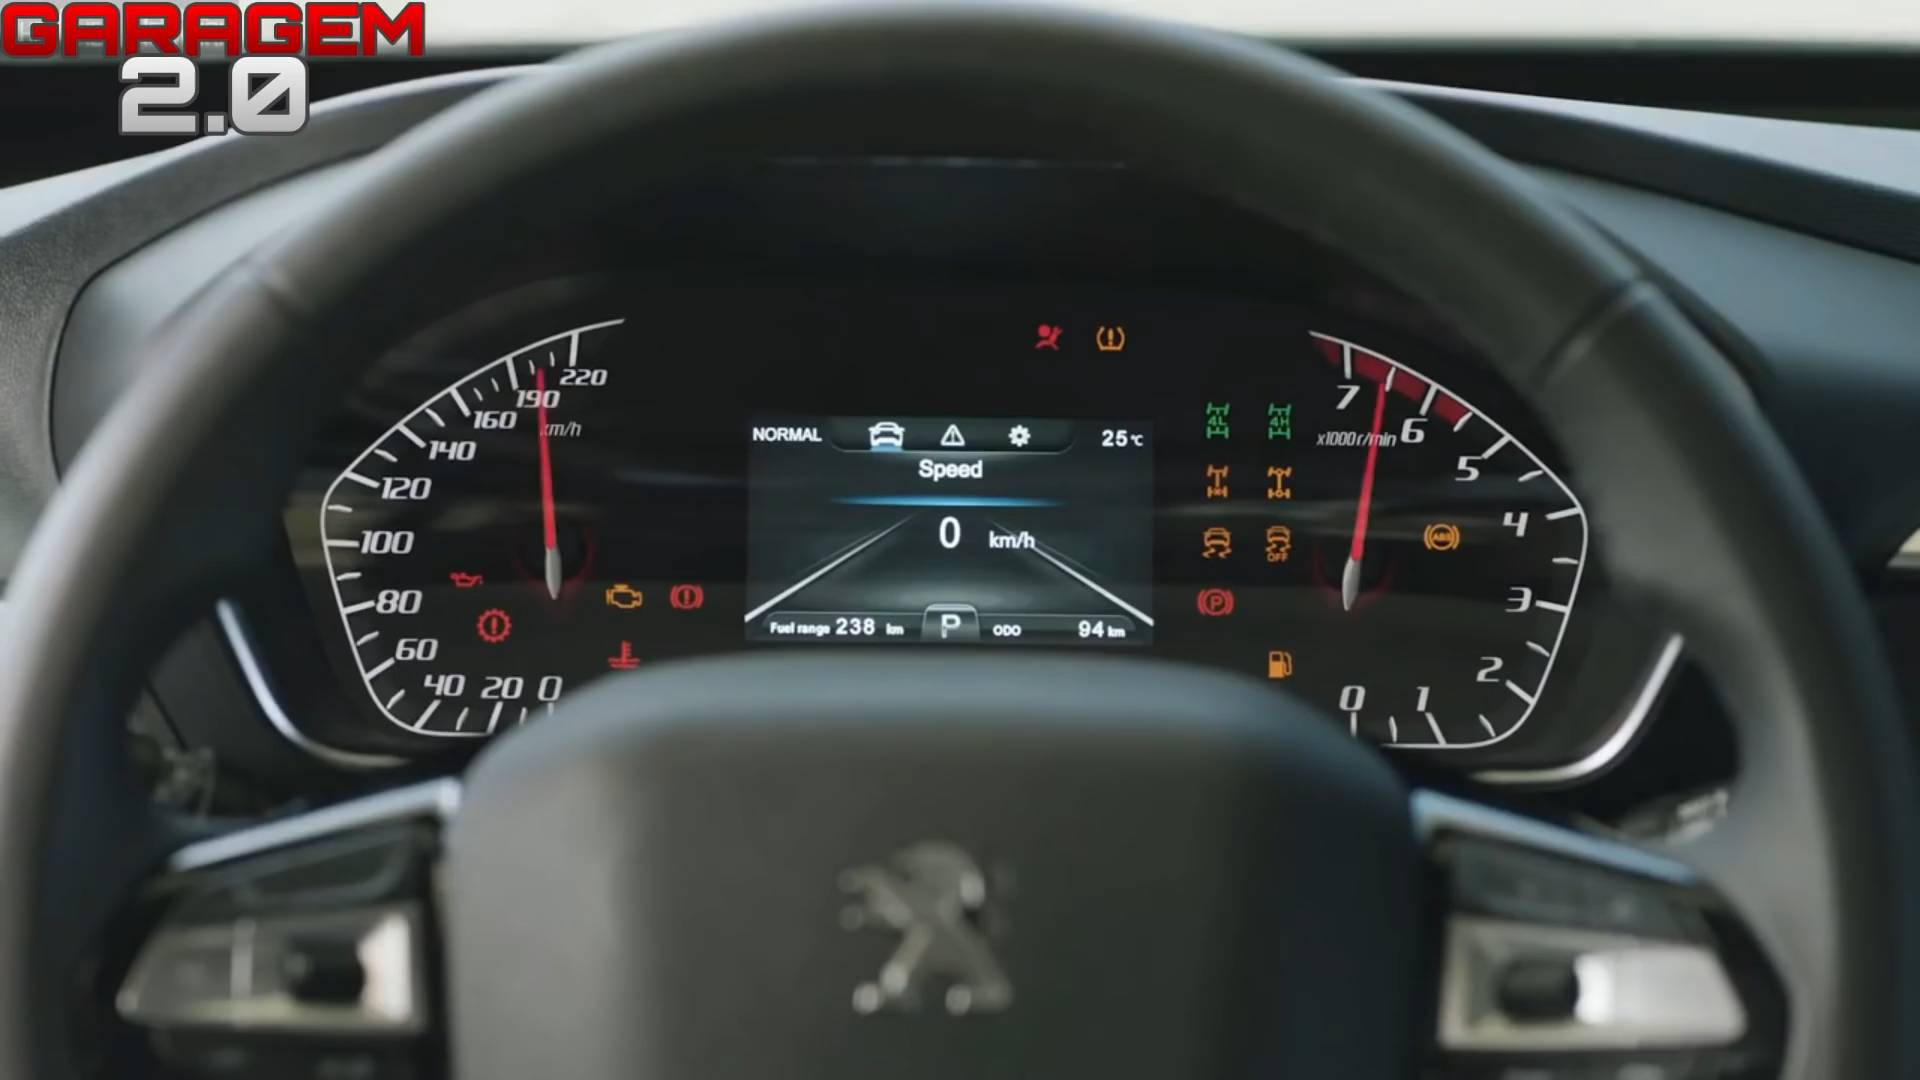 GARAGEM
2.0
220
190
160
140
120
100
80
60
40
20
0
km/h
NORMAL
25℃
Speed
0 km/h
Fuel range 238 km
P
ODO 94 km
4L
4H
OFF
P
ABS
7
6
5
4
3
2
1
0
x1000r/min